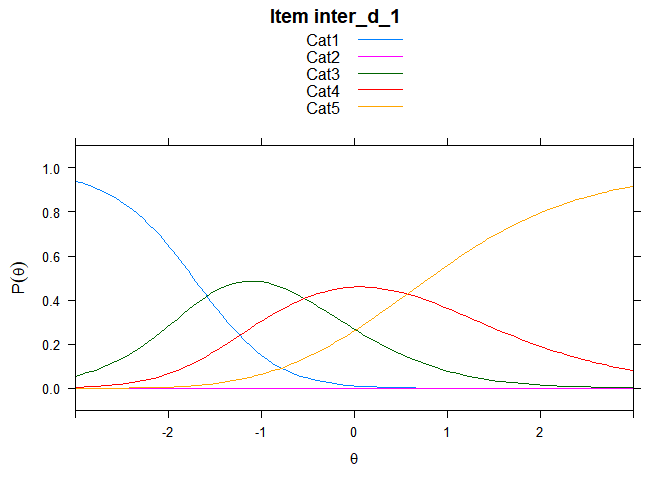 Item inter_d_1
Cat1
Cat2
Cat3
Cat4
Cat5
1.0
0.8
0.6
0.4
0.2
0.0
P(θ)
-2 -1 0 1 2
θ